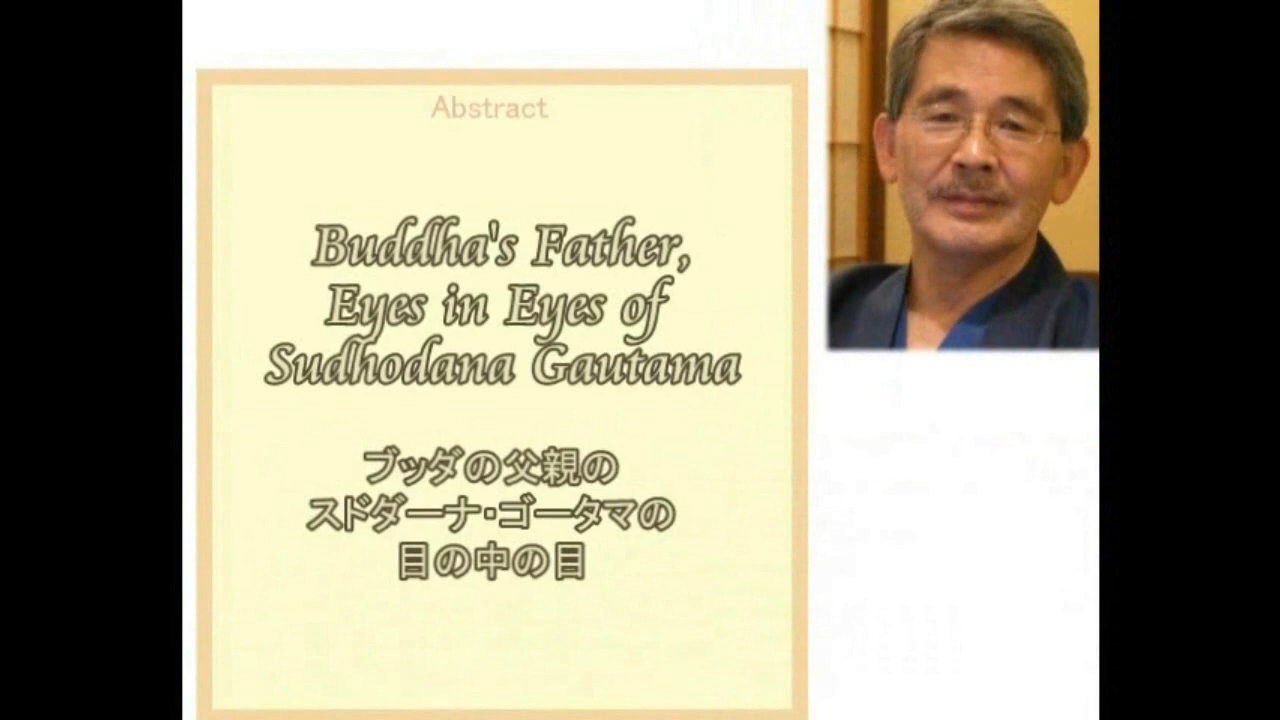 Abstract
Buddha's Father,
Eyes in Eyes of
Sudhodana Gautama
ブッダの父親の
スドダーナ・ゴータマの
目の中の目